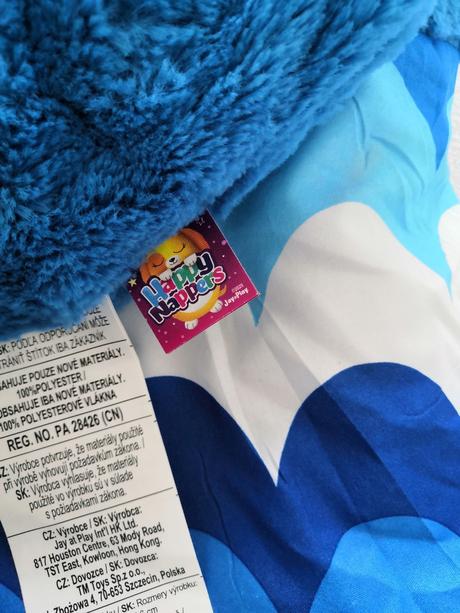 Happy
Nappers
©2020
Jay@Play
SK: PODĽA ODPORÚČANÍ MÔŽE
ŠTÍTOK IBA ZÁKAZNÍK
OBSAHUJE POUZE NOVÉ MATERIÁLY.
100%POLYESTER/
OBSAHUJE IBA NOVÉ MATERIÁLY
100% POLYESTEROVÉ VLÁKNA
REG. NO. PA 28426 (CN)
CZ: Výrobce potvrzuje, že materiály použité
při výrobě vyhovují požadavkům zákona. /
SK: Výrobca vyhlasuje, že materiály
použité vo výrobku sú v súlade
s požiadavkami zákona.
CZ: Výrobce / SK: Výrobca:
Jay at Play Int'l HK Ltd.
817 Houston Centre, 63 Mody Road,
TST East, Kowloon, Hong Kong.
CZ: Dovozce / SK: Dovozca:
TM Toys Sp.z o.o.,
Zbożowa 4, 70-653 Szczecin, Polska
/ SK: Rozmery výrobku:
cm